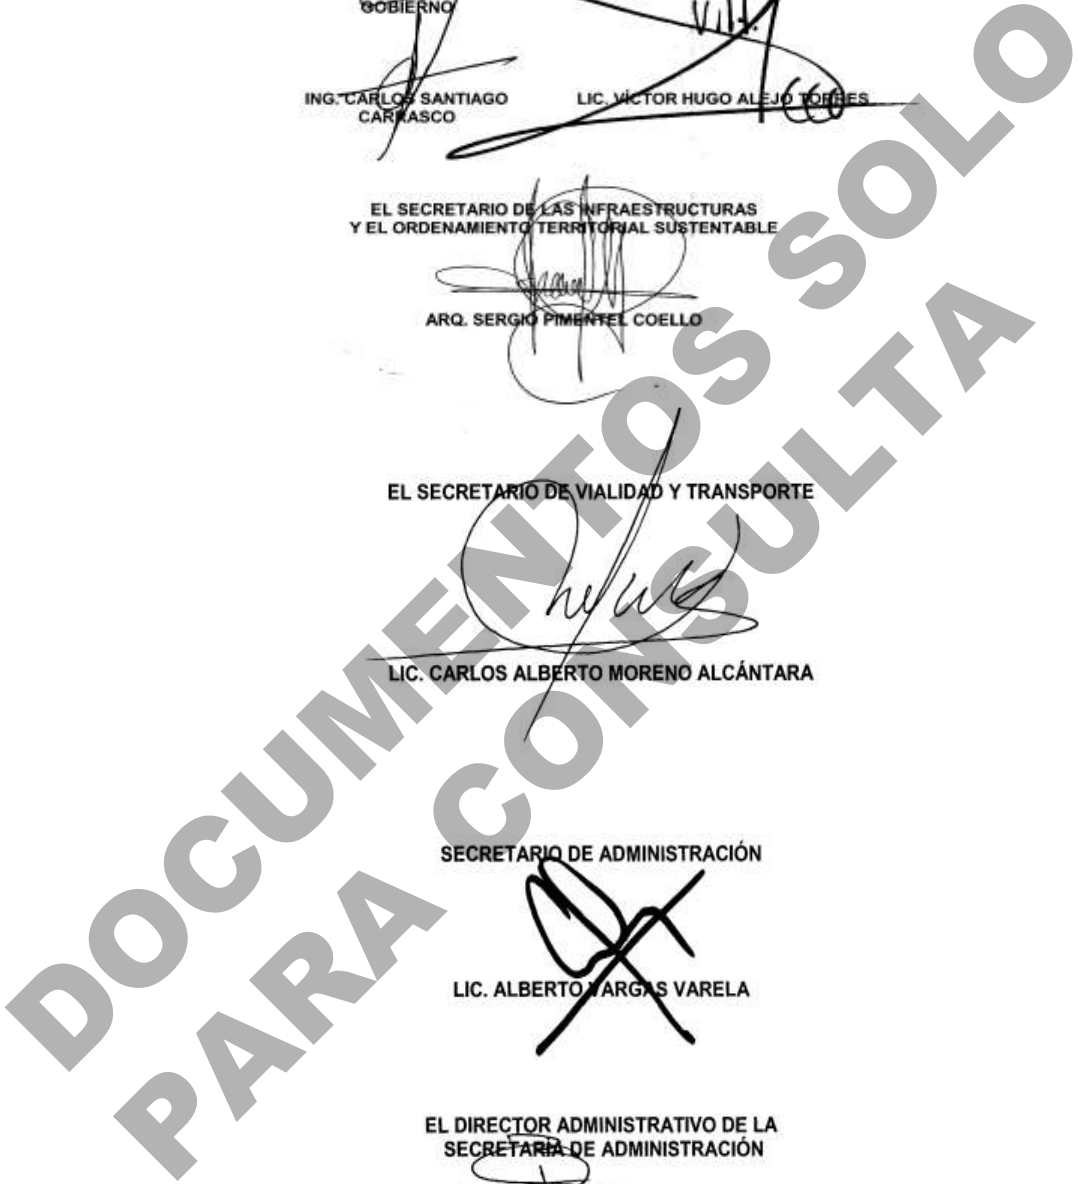 GOBIERNO
ING. CARLOS SANTIAGO
CARRASCO
LIC. VÍCTOR HUGO ALEJO TORRES
EL SECRETARIO DE LAS INFRAESTRUCTURAS
Y EL ORDENAMIENTO TERRITORIAL SUSTENTABLE
ARQ. SERGIO PIMENTEL COELLO
EL SECRETARIO DE VIALIDAD Y TRANSPORTE
LIC. CARLOS ALBERTO MORENO ALCÁNTARA
SECRETARIO DE ADMINISTRACIÓN
LIC. ALBERTO VARGAS VARELA
EL DIRECTOR ADMINISTRATIVO DE LA
SECRETARÍA DE ADMINISTRACIÓN
DOCUMENTOS SOLO
PARA CONSULTA